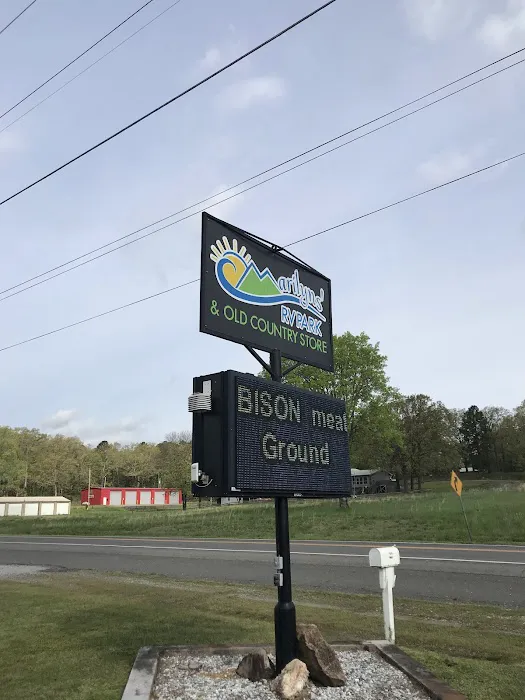 Marilyns'
RV PARK
& OLD COUNTRY STORE
BISON meat
Ground